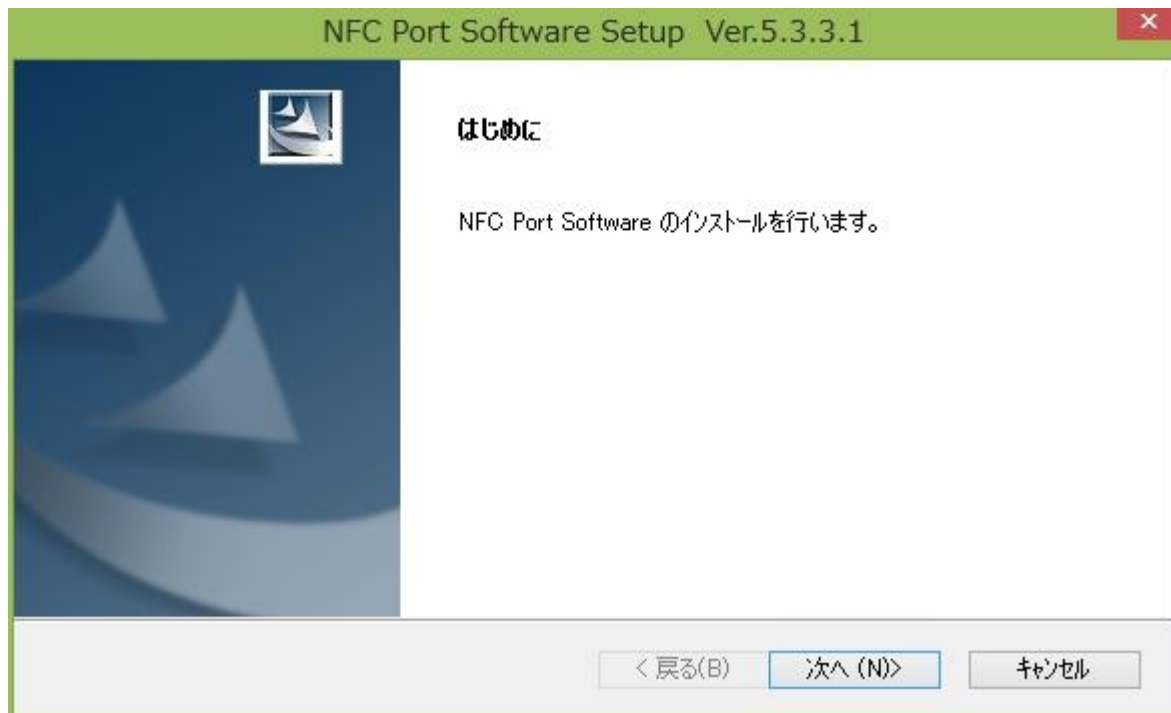 NFC Port Software Setup Ver.5.3.3.1
はじめに
NFC Port Software のインストールを行います。
< 戻る(B)
次へ (N)>
キャンセル